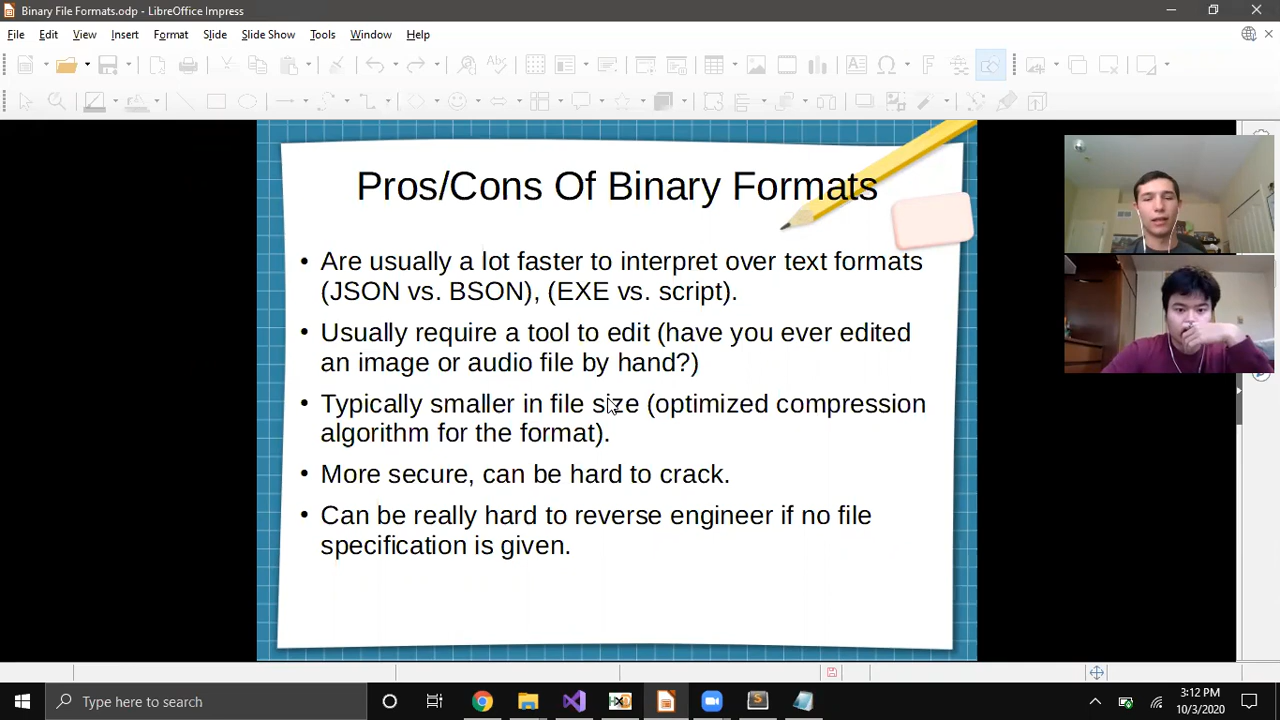 Binary File Formats.odp - LibreOffice Impress
File Edit View Insert Format Slide Slide Show Tools Window Help
Pros/Cons Of Binary Formats
• Are usually a lot faster to interpret over text formats
(JSON vs. BSON), (EXE vs. script).
• Usually require a tool to edit (have you ever edited
an image or audio file by hand?)
• Typically smaller in file size (optimized compression
algorithm for the format).
• More secure, can be hard to crack.
• Can be really hard to reverse engineer if no file
specification is given.
Type here to search
3:12 PM
10/3/2020